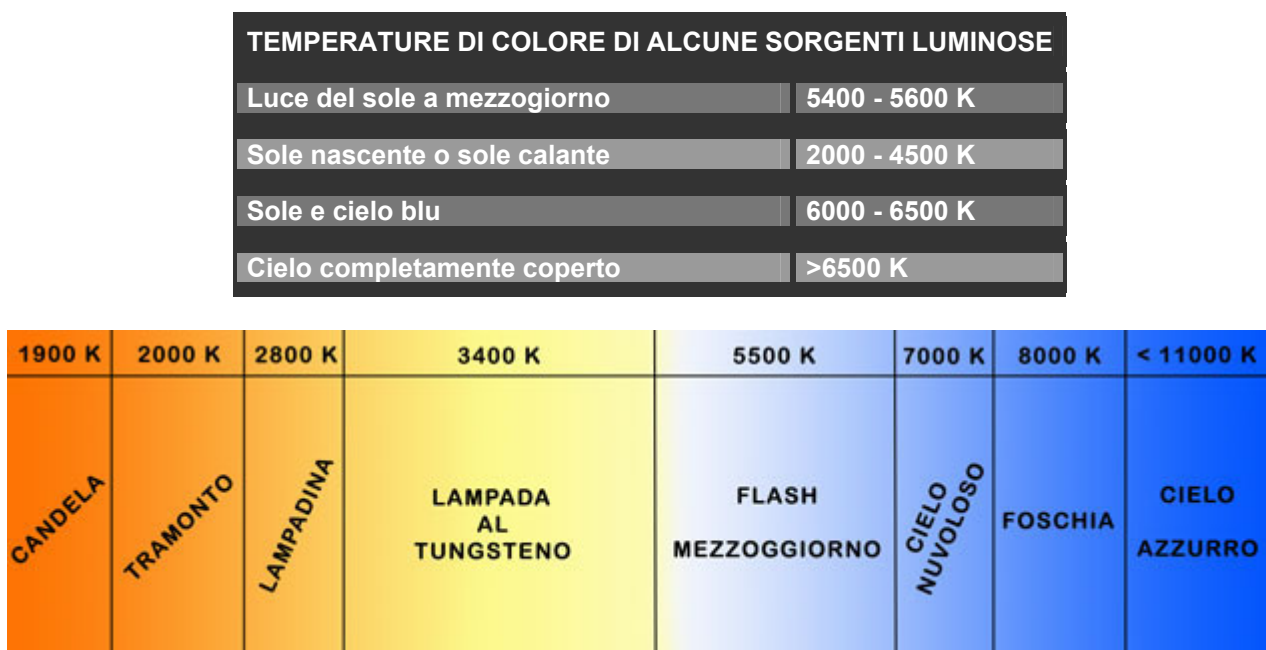 TEMPERATURE DI COLORE DI ALCUNE SORGENTI LUMINOSE
Luce del sole a mezzogiorno 5400 - 5600 K
Sole nascente o sole calante 2000 - 4500 K
Sole e cielo blu 6000 - 6500 K
Cielo completamente coperto >6500 K
1900 K 2000 K 2800 K 3400 K 5500 K 7000 K 8000 K < 11000 K
CANDELA
TRAMONTO
LAMPADINA
LAMPADA
AL
TUNGSTENO
FLASH
MEZZOGGIORNO
CIELO
NUVOLOSO
FOSCHIA
CIELO
AZZURRO